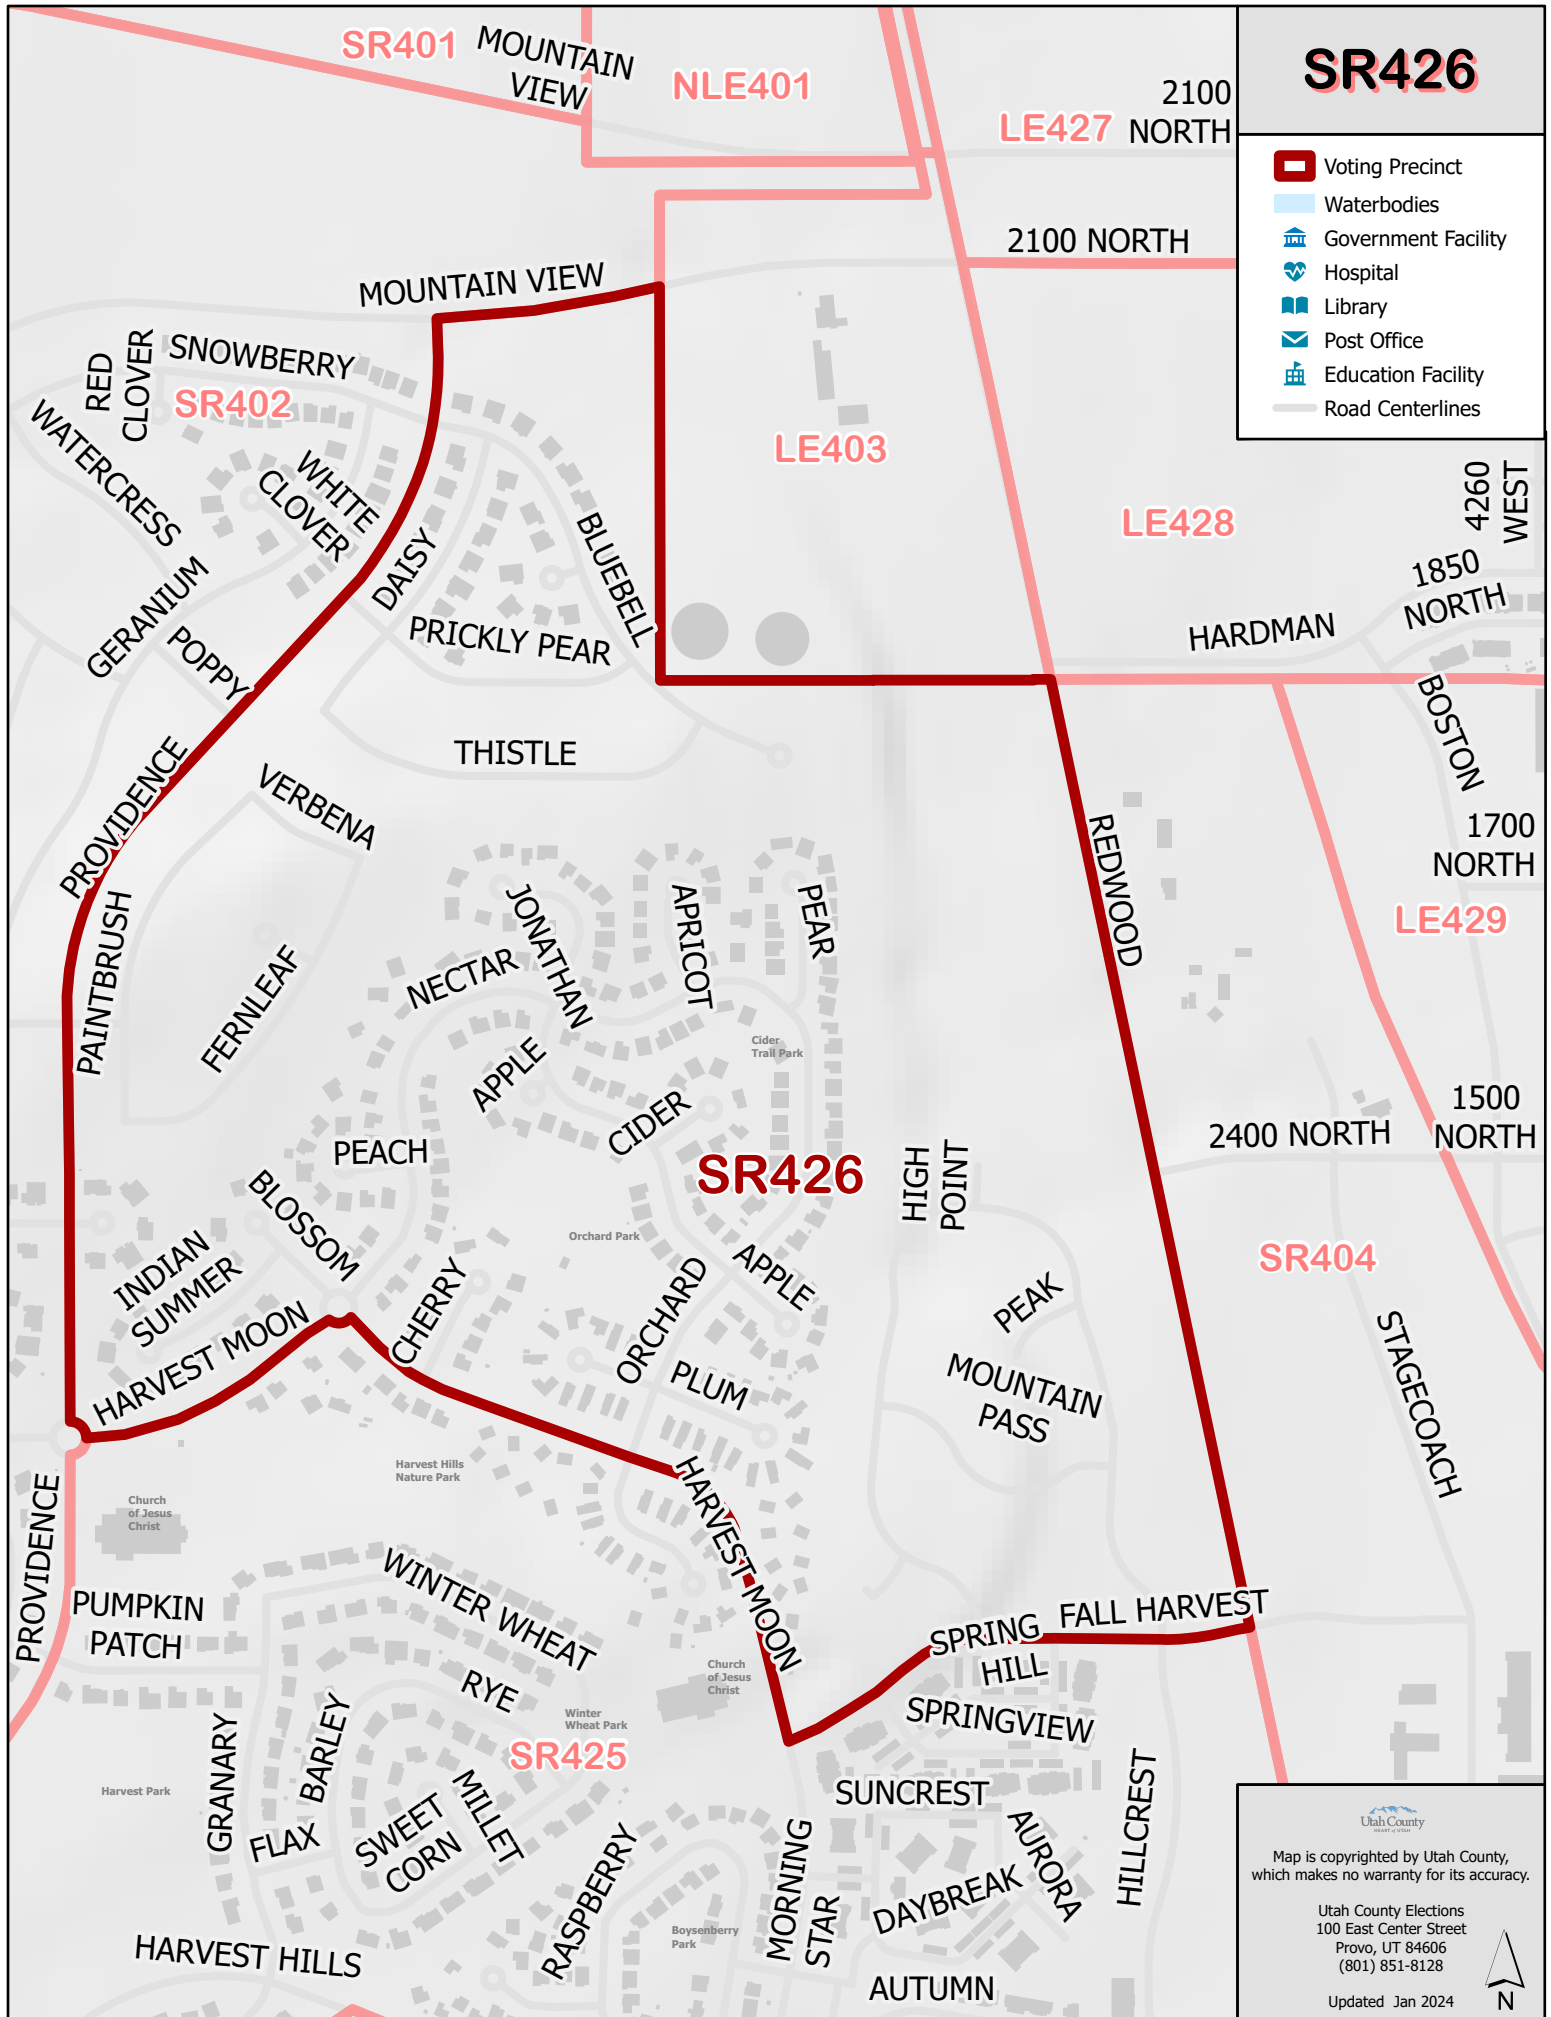 SR401
MOUNTAIN
VIEW
NLE401
LE427
2100
NORTH
SR426
Voting Precinct
Waterbodies
Government Facility
Hospital
Library
Post Office
Education Facility
Road Centerlines
2100 NORTH
MOUNTAIN VIEW
RED
CLOVER
SNOWBERRY
SR402
WATERCRESS
WHITE
CLOVER
LE403
LE428
4260
WEST
1850
NORTH
DAISY
BLUEBELL
GERANIUM
POPPY
PRICKLY PEAR
HARDMAN
BOSTON
THISTLE
PROVIDENCE
VERBENA
REDWOOD
1700
NORTH
LE429
PAINTBRUSH
FERNLEAF
NECTAR
JONATHAN
APRICOT
PEAR
APPLE
Cider
Trail Park
CIDER
1500
NORTH
2400 NORTH
PEACH
SR426
HIGH
POINT
BLOSSOM
INDIAN
SUMMER
Orchard Park
APPLE
SR404
CHERRY
ORCHARD
PEAK
HARVEST MOON
PLUM
MOUNTAIN
PASS
STAGECOACH
Harvest Hills
Nature Park
HARVEST MOON
Church
of Jesus
Christ
PROVIDENCE
PUMPKIN
PATCH
WINTER WHEAT
FALL HARVEST
SPRING
HILL
Church
of Jesus
Christ
RYE
SPRINGVIEW
Winter
Wheat Park
SR425
GRANARY
BARLEY
Harvest Park
MILLET
SWEET
CORN
FLAX
SUNCREST
HILLCREST
AURORA
RASPBERRY
MORNING
STAR
DAYBREAK
Boysenberry
Park
HARVEST HILLS
AUTUMN
Utah County
HEART of UTAH
Map is copyrighted by Utah County,
which makes no warranty for its accuracy.
Utah County Elections
100 East Center Street
Provo, UT 84606
(801) 851-8128
Updated Jan 2024
N